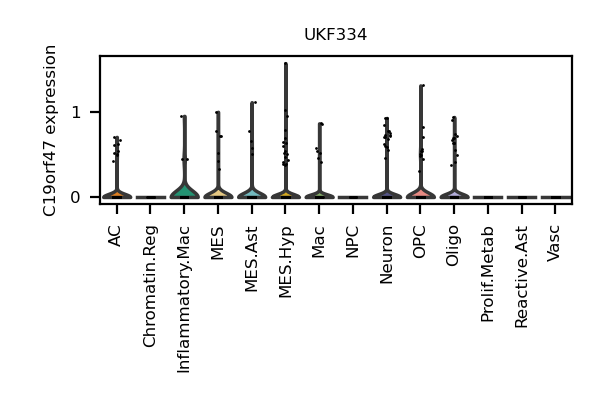 UKF334
C19orf47 expression
1
0
AC
Chromatin.Reg
Inflammatory.Mac
MES
MES.Ast
MES.Hyp
Mac
NPC
Neuron
OPC
Oligo
Prolif.Metab
Reactive.Ast
Vasc